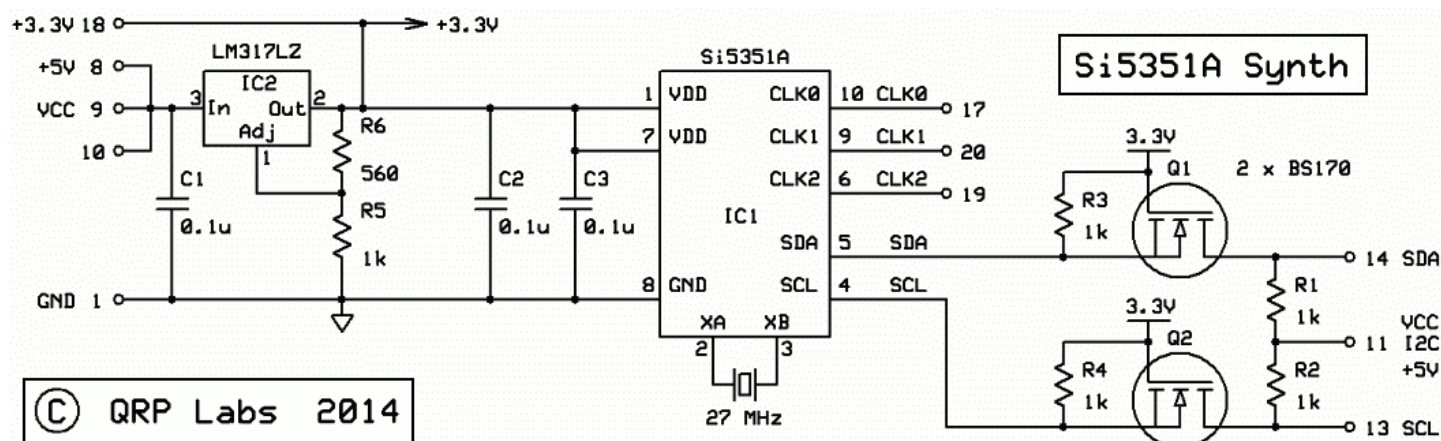 +3.3V 18
+3.3V
+5V 8
VCC 9
10
LM317LZ
IC2
3 In
Out 2
Adj
1
R6
560
R5
1k
C1
0.1u
C2
0.1u
C3
0.1u
GND 1
Si5351A
1 VDD
7 VDD
8 GND
IC1
CLK0 10 CLK0 17
CLK1 9 CLK1 20
CLK2 6 CLK2 19
SDA 5 SDA
SCL 4 SCL
XA XB
2 3
27 MHz
Si5351A Synth
3.3V
Q1
2 x BS170
R3
1k
14 SDA
R1
1k
3.3V
Q2
VCC
11 I2C
+5V
R4
1k
R2
1k
13 SCL
© QRP Labs 2014